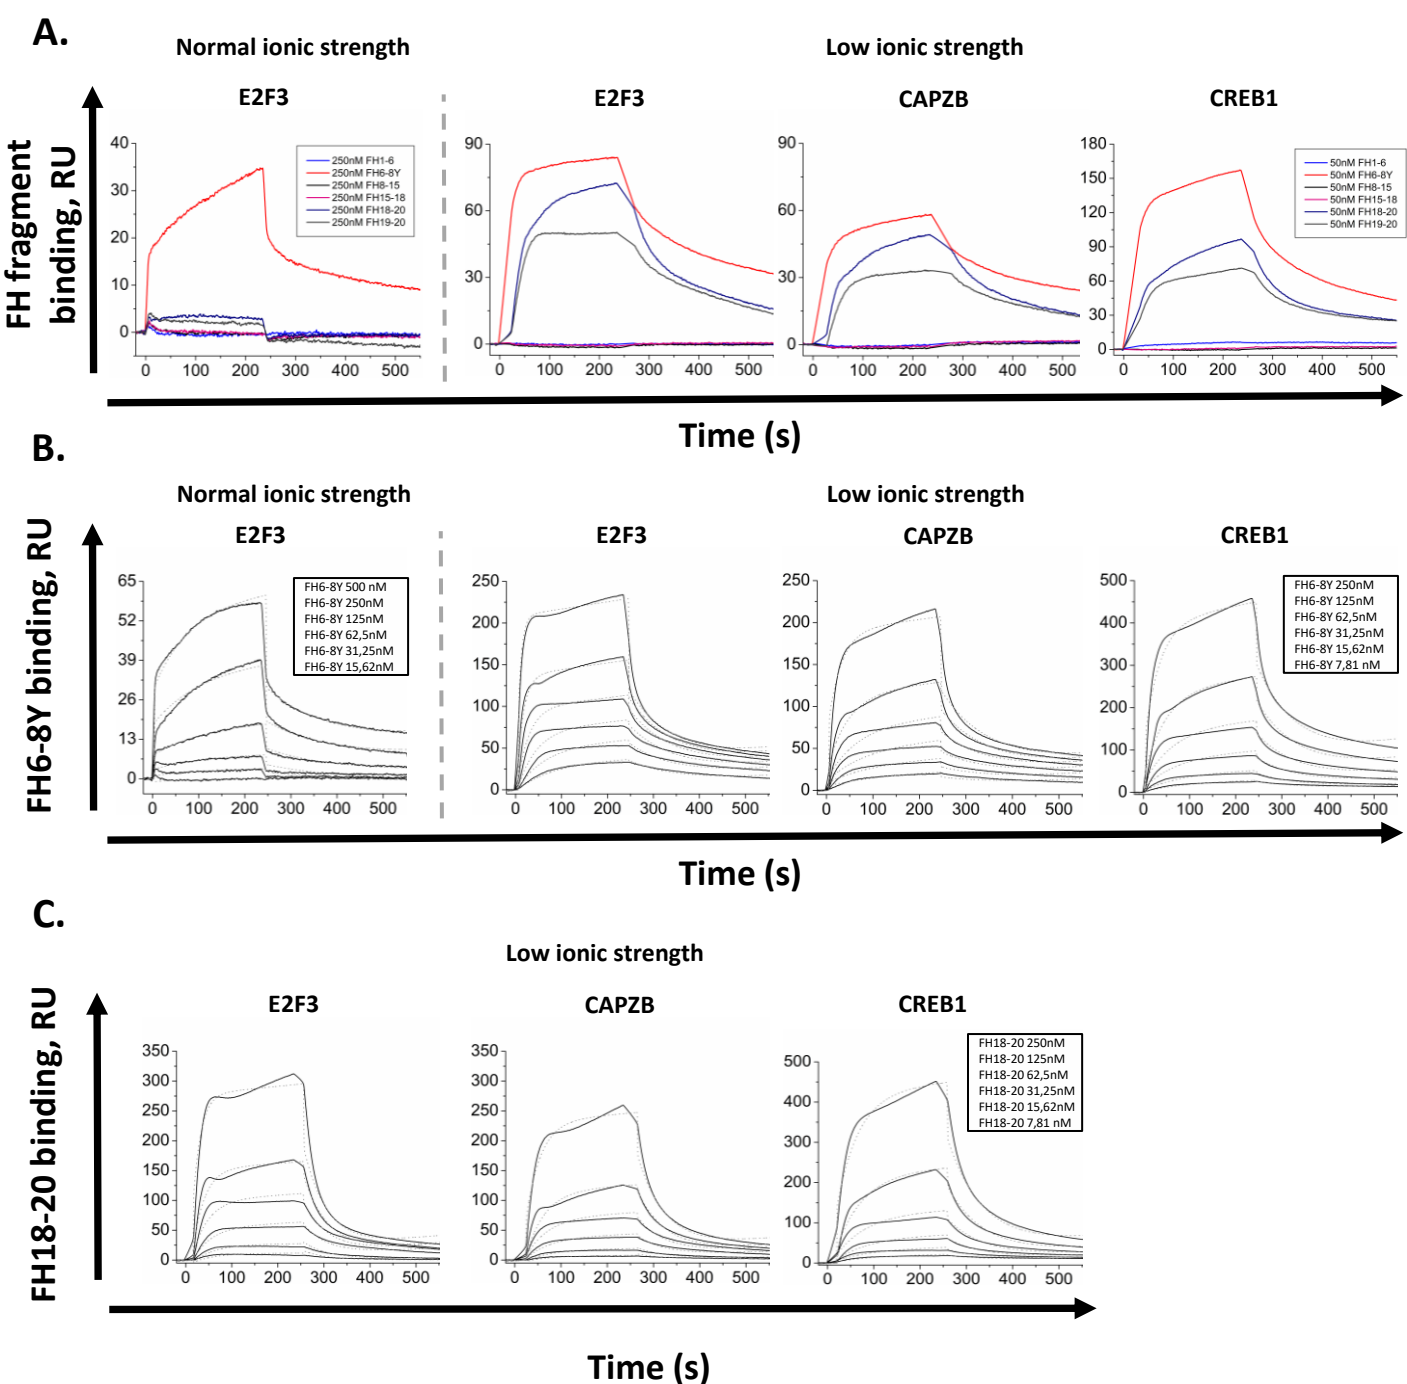 A.
Normal ionic strength
Low ionic strength
E2F3
E2F3
CAPZB
CREB1
FH fragment
binding, RU
40
30
20
10
0
0 100 200 300 400 500
250nM FH1-6
250nM FH6-8Y
250nM FH8-15
250nM FH15-18
250nM FH18-20
250nM FH19-20
90
60
30
0
0 100 200 300 400 500
90
60
30
0
0 100 200 300 400 500
180
150
120
90
60
30
0
0 100 200 300 400 500
50nM FH1-6
50nM FH6-8Y
50nM FH8-15
50nM FH15-18
50nM FH18-20
50nM FH19-20
Time (s)
B.
Normal ionic strength
Low ionic strength
E2F3
E2F3
CAPZB
CREB1
FH6-8Y binding, RU
65
52
39
26
13
0
0 100 200 300 400 500
FH6-8Y 500 nM
FH6-8Y 250nM
FH6-8Y 125nM
FH6-8Y 62,5nM
FH6-8Y 31,25nM
FH6-8Y 15,62nM
250
200
150
100
50
0
0 100 200 300 400 500
250
200
150
100
50
0
0 100 200 300 400 500
500
400
300
200
100
0
0 100 200 300 400 500
FH6-8Y 250nM
FH6-8Y 125nM
FH6-8Y 62,5nM
FH6-8Y 31,25nM
FH6-8Y 15,62nM
FH6-8Y 7,81 nM
Time (s)
C.
Low ionic strength
E2F3
CAPZB
CREB1
FH18-20 binding, RU
350
300
250
200
150
100
50
0
0 100 200 300 400 500
350
300
250
200
150
100
50
0
0 100 200 300 400 500
500
400
300
200
100
0
0 100 200 300 400 500
FH18-20 250nM
FH18-20 125nM
FH18-20 62,5nM
FH18-20 31,25nM
FH18-20 15,62nM
FH18-20 7,81 nM
Time (s)